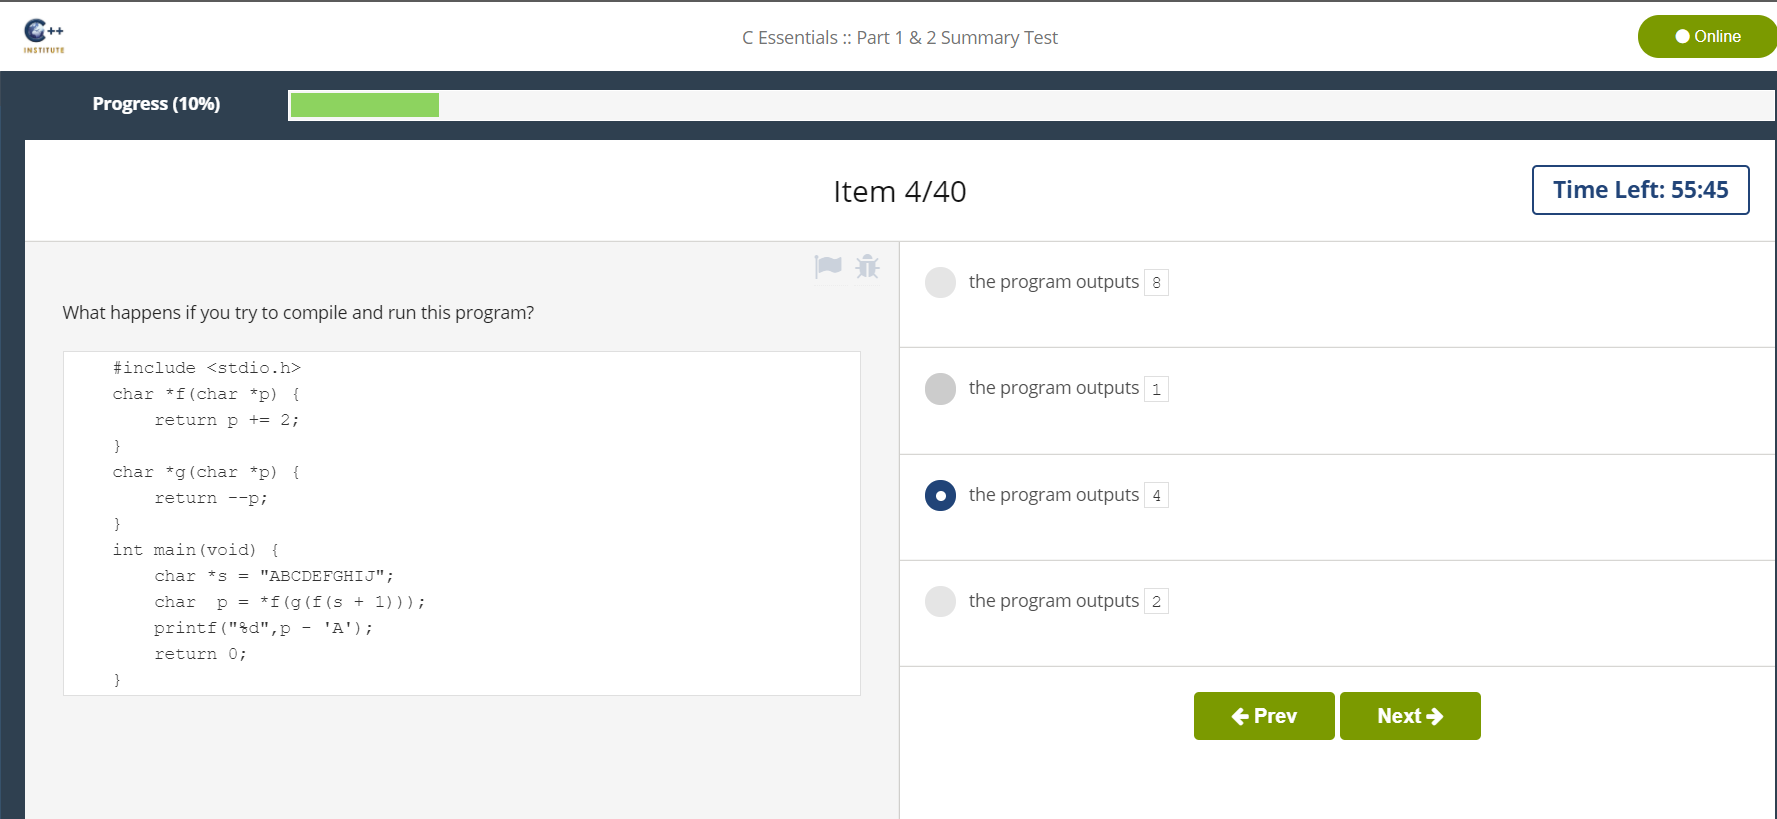 C++
INSTITUTE
C Essentials :: Part 1 & 2 Summary Test
Online
Progress (10%)
Item 4/40
Time Left: 55:45
What happens if you try to compile and run this program?
#include <stdio.h>
char *f(char *p) {
    return p += 2;
}
char *g(char *p) {
    return --p;
}
int main(void) {
    char *s = "ABCDEFGHIJ";
    char  p = *f(g(f(s + 1)));
    printf("%d",p - 'A');
    return 0;
}
the program outputs 8
the program outputs 1
the program outputs 4
the program outputs 2
Prev
Next